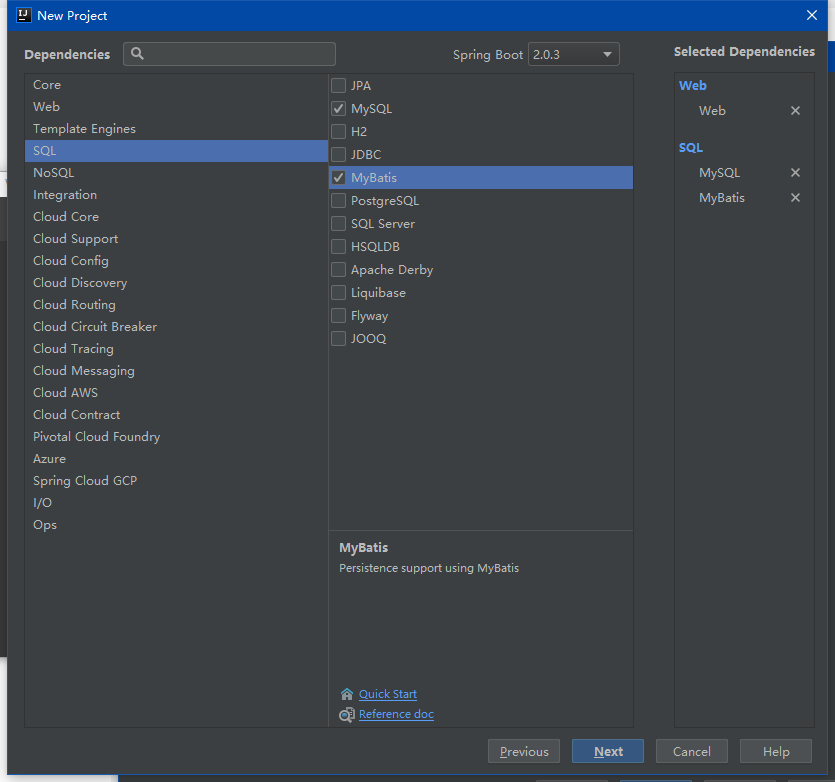 New Project
Dependencies
Spring Boot 2.0.3
Selected Dependencies
Core
Web
Template Engines
SQL
NoSQL
Integration
Cloud Core
Cloud Support
Cloud Config
Cloud Discovery
Cloud Routing
Cloud Circuit Breaker
Cloud Tracing
Cloud Messaging
Cloud AWS
Cloud Contract
Pivotal Cloud Foundry
Azure
Spring Cloud GCP
I/O
Ops
JPA
MySQL
H2
JDBC
MyBatis
PostgreSQL
SQL Server
HSQLDB
Apache Derby
Liquibase
Flyway
JOOQ
MyBatis
Persistence support using MyBatis
Quick Start
Reference doc
Web
Web
SQL
MySQL
MyBatis
Previous
Next
Cancel
Help